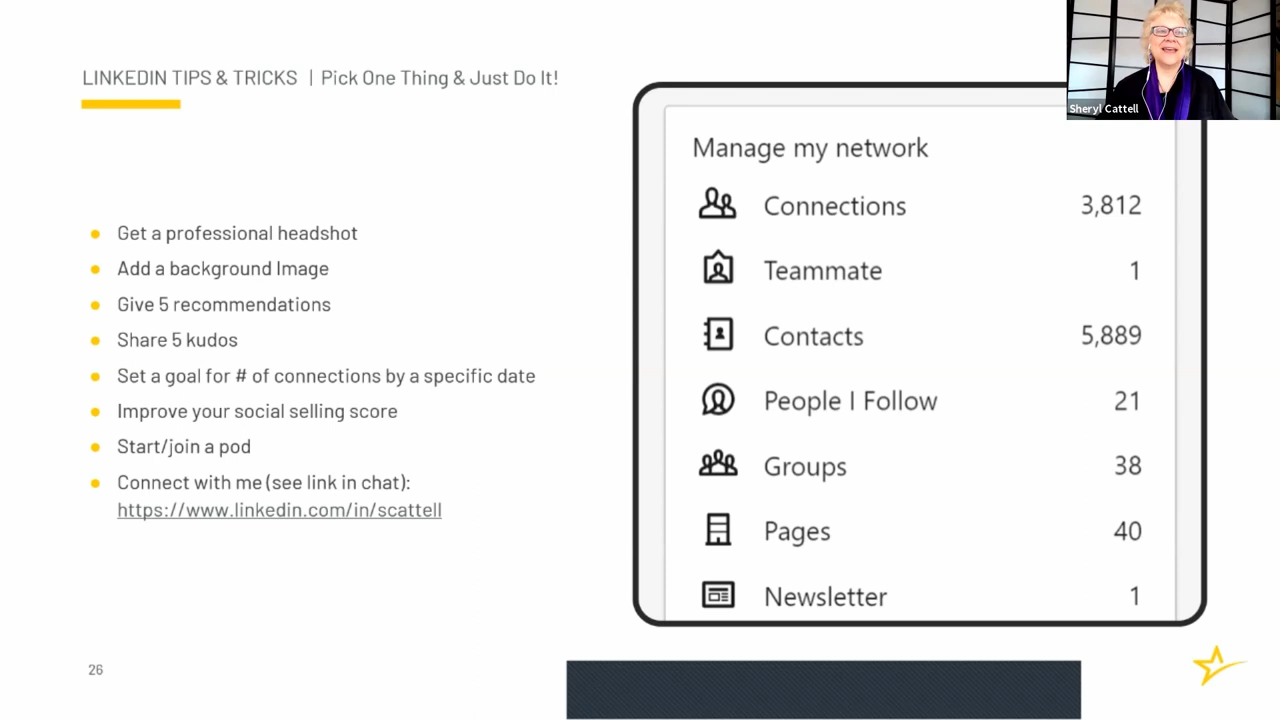 LINKEDIN TIPS & TRICKS | Pick One Thing & Just Do It!
Sheryl Cattell
Get a professional headshot
Add a background Image
Give 5 recommendations
Share 5 kudos
Set a goal for # of connections by a specific date
Improve your social selling score
Start/join a pod
Connect with me (see link in chat):
https://www.linkedin.com/in/scattell
Manage my network
Connections 3,812
Teammate 1
Contacts 5,889
People I Follow 21
Groups 38
Pages 40
Newsletter 1
26